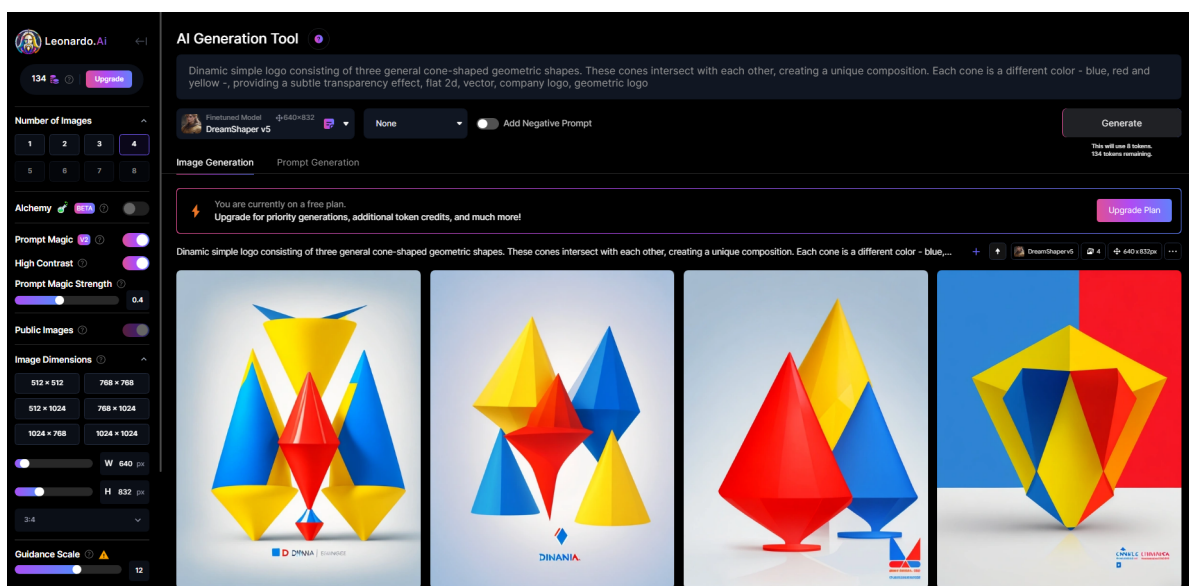 Leonardo.Ai
134
Upgrade
Number of Images
1 2 3 4
5 6 7 8
Alchemy BETA
Prompt Magic V2
High Contrast
Prompt Magic Strength
0.4
Public Images
Image Dimensions
512 × 512 768 × 768
512 × 1024 768 × 1024
1024 × 768 1024 × 1024
W 640 px
H 832 px
3:4
Guidance Scale
12
AI Generation Tool
Dinamic simple logo consisting of three general cone-shaped geometric shapes. These cones intersect with each other, creating a unique composition. Each cone is a different color - blue, red and
yellow -, providing a subtle transparency effect, flat 2d, vector, company logo, geometric logo
Finetuned Model 640×832
DreamShaper v5
None
Add Negative Prompt
Generate
This will use 8 tokens.
134 tokens remaining.
Image Generation Prompt Generation
You are currently on a free plan.
Upgrade for priority generations, additional token credits, and much more!
Upgrade Plan
Dinamic simple logo consisting of three general cone-shaped geometric shapes. These cones intersect with each other, creating a unique composition. Each cone is a different color - blue,...
DreamShaper v5 4 640 x 832px
DINANIA.